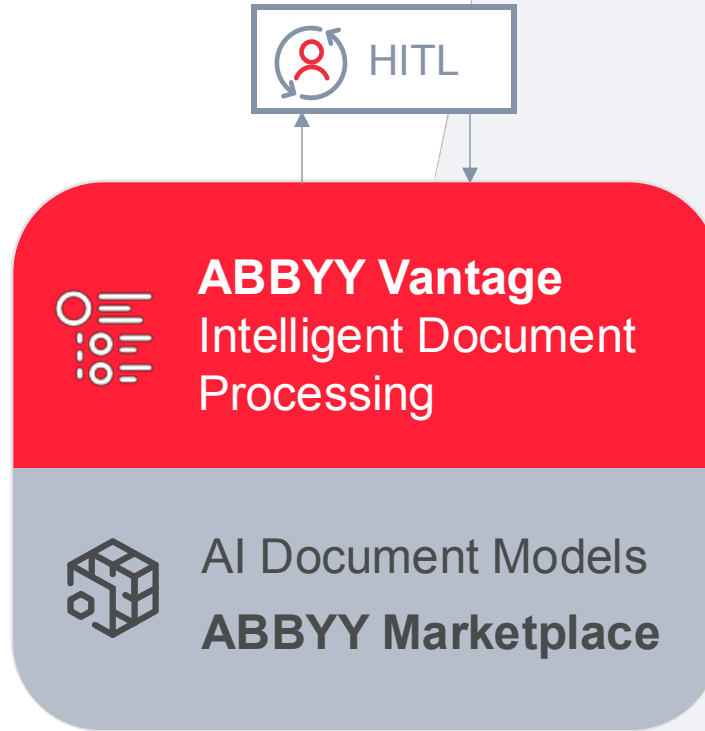 HITL
ABBYY Vantage
Intelligent Document
Processing
AI Document Models
ABBYY Marketplace